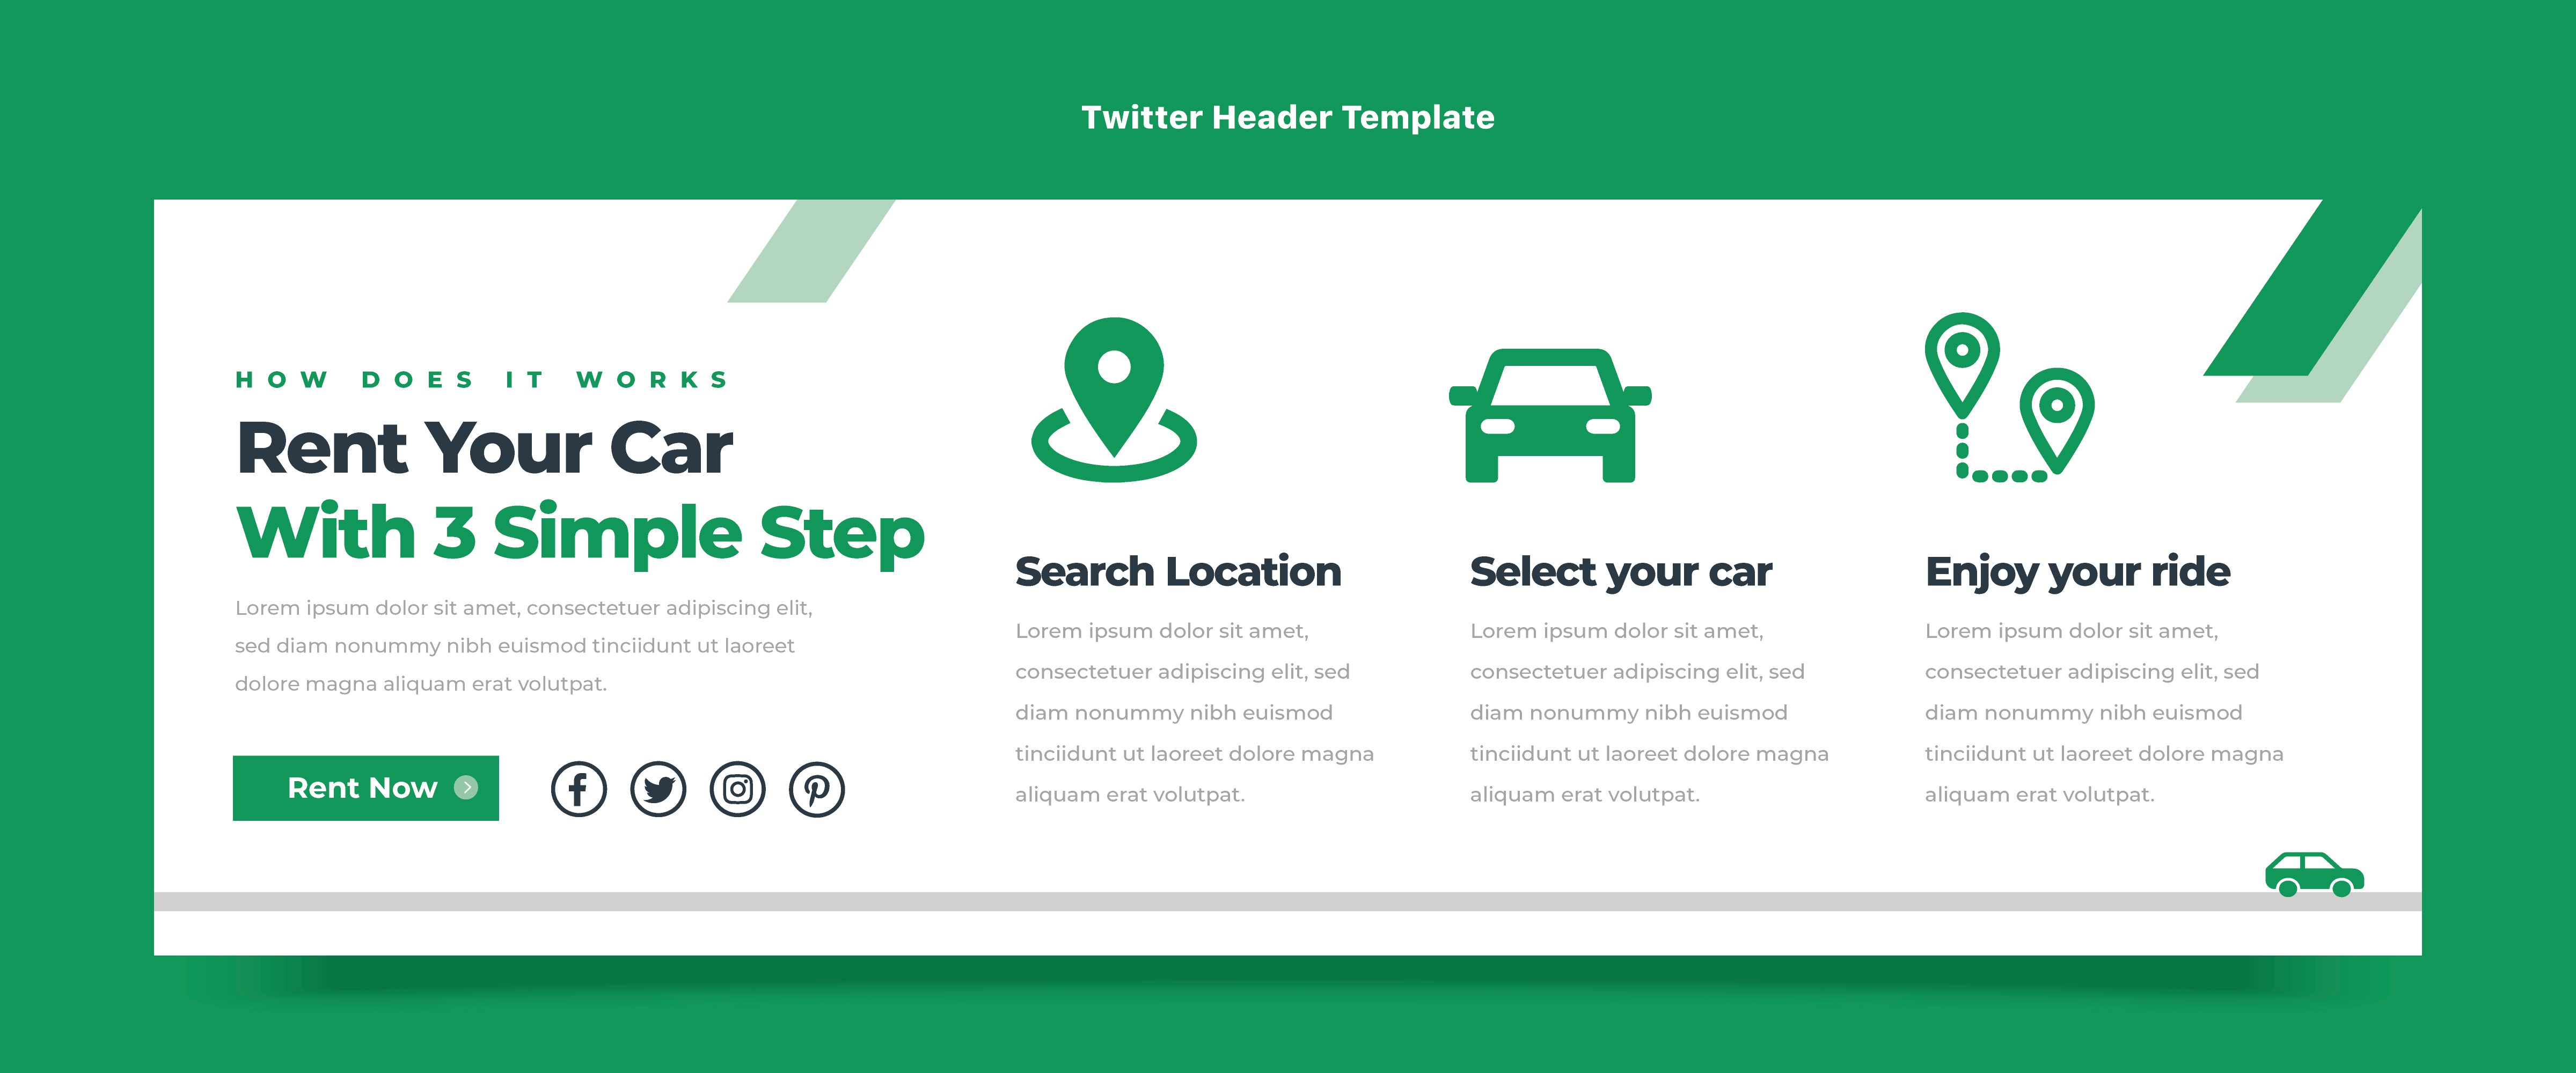 Twitter Header Template
HOW DOES IT WORKS
Rent Your Car
With 3 Simple Step
Lorem ipsum dolor sit amet, consectetuer adipiscing elit,
sed diam nonummy nibh euismod tinciidunt ut laoreet
dolore magna aliquam erat volutpat.
Rent Now
Search Location
Lorem ipsum dolor sit amet,
consectetuer adipiscing elit, sed
diam nonummy nibh euismod
tinciidunt ut laoreet dolore magna
aliquam erat volutpat.
Select your car
Lorem ipsum dolor sit amet,
consectetuer adipiscing elit, sed
diam nonummy nibh euismod
tinciidunt ut laoreet dolore magna
aliquam erat volutpat.
Enjoy your ride
Lorem ipsum dolor sit amet,
consectetuer adipiscing elit, sed
diam nonummy nibh euismod
tinciidunt ut laoreet dolore magna
aliquam erat volutpat.